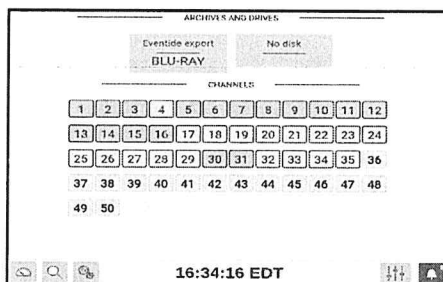 ARCHIVES AND DRIVES
Eventide export No disk
BLU-RAY
CHANNELS
1 2 3 4 5 6 7 8 9 10 11 12
13 14 15 16 17 18 19 20 21 22 23 24
25 26 27 28 29 30 31 32 33 34 35 36
37 38 39 40 41 42 43 44 45 46 47 48
49 50
16:34:16 EDT